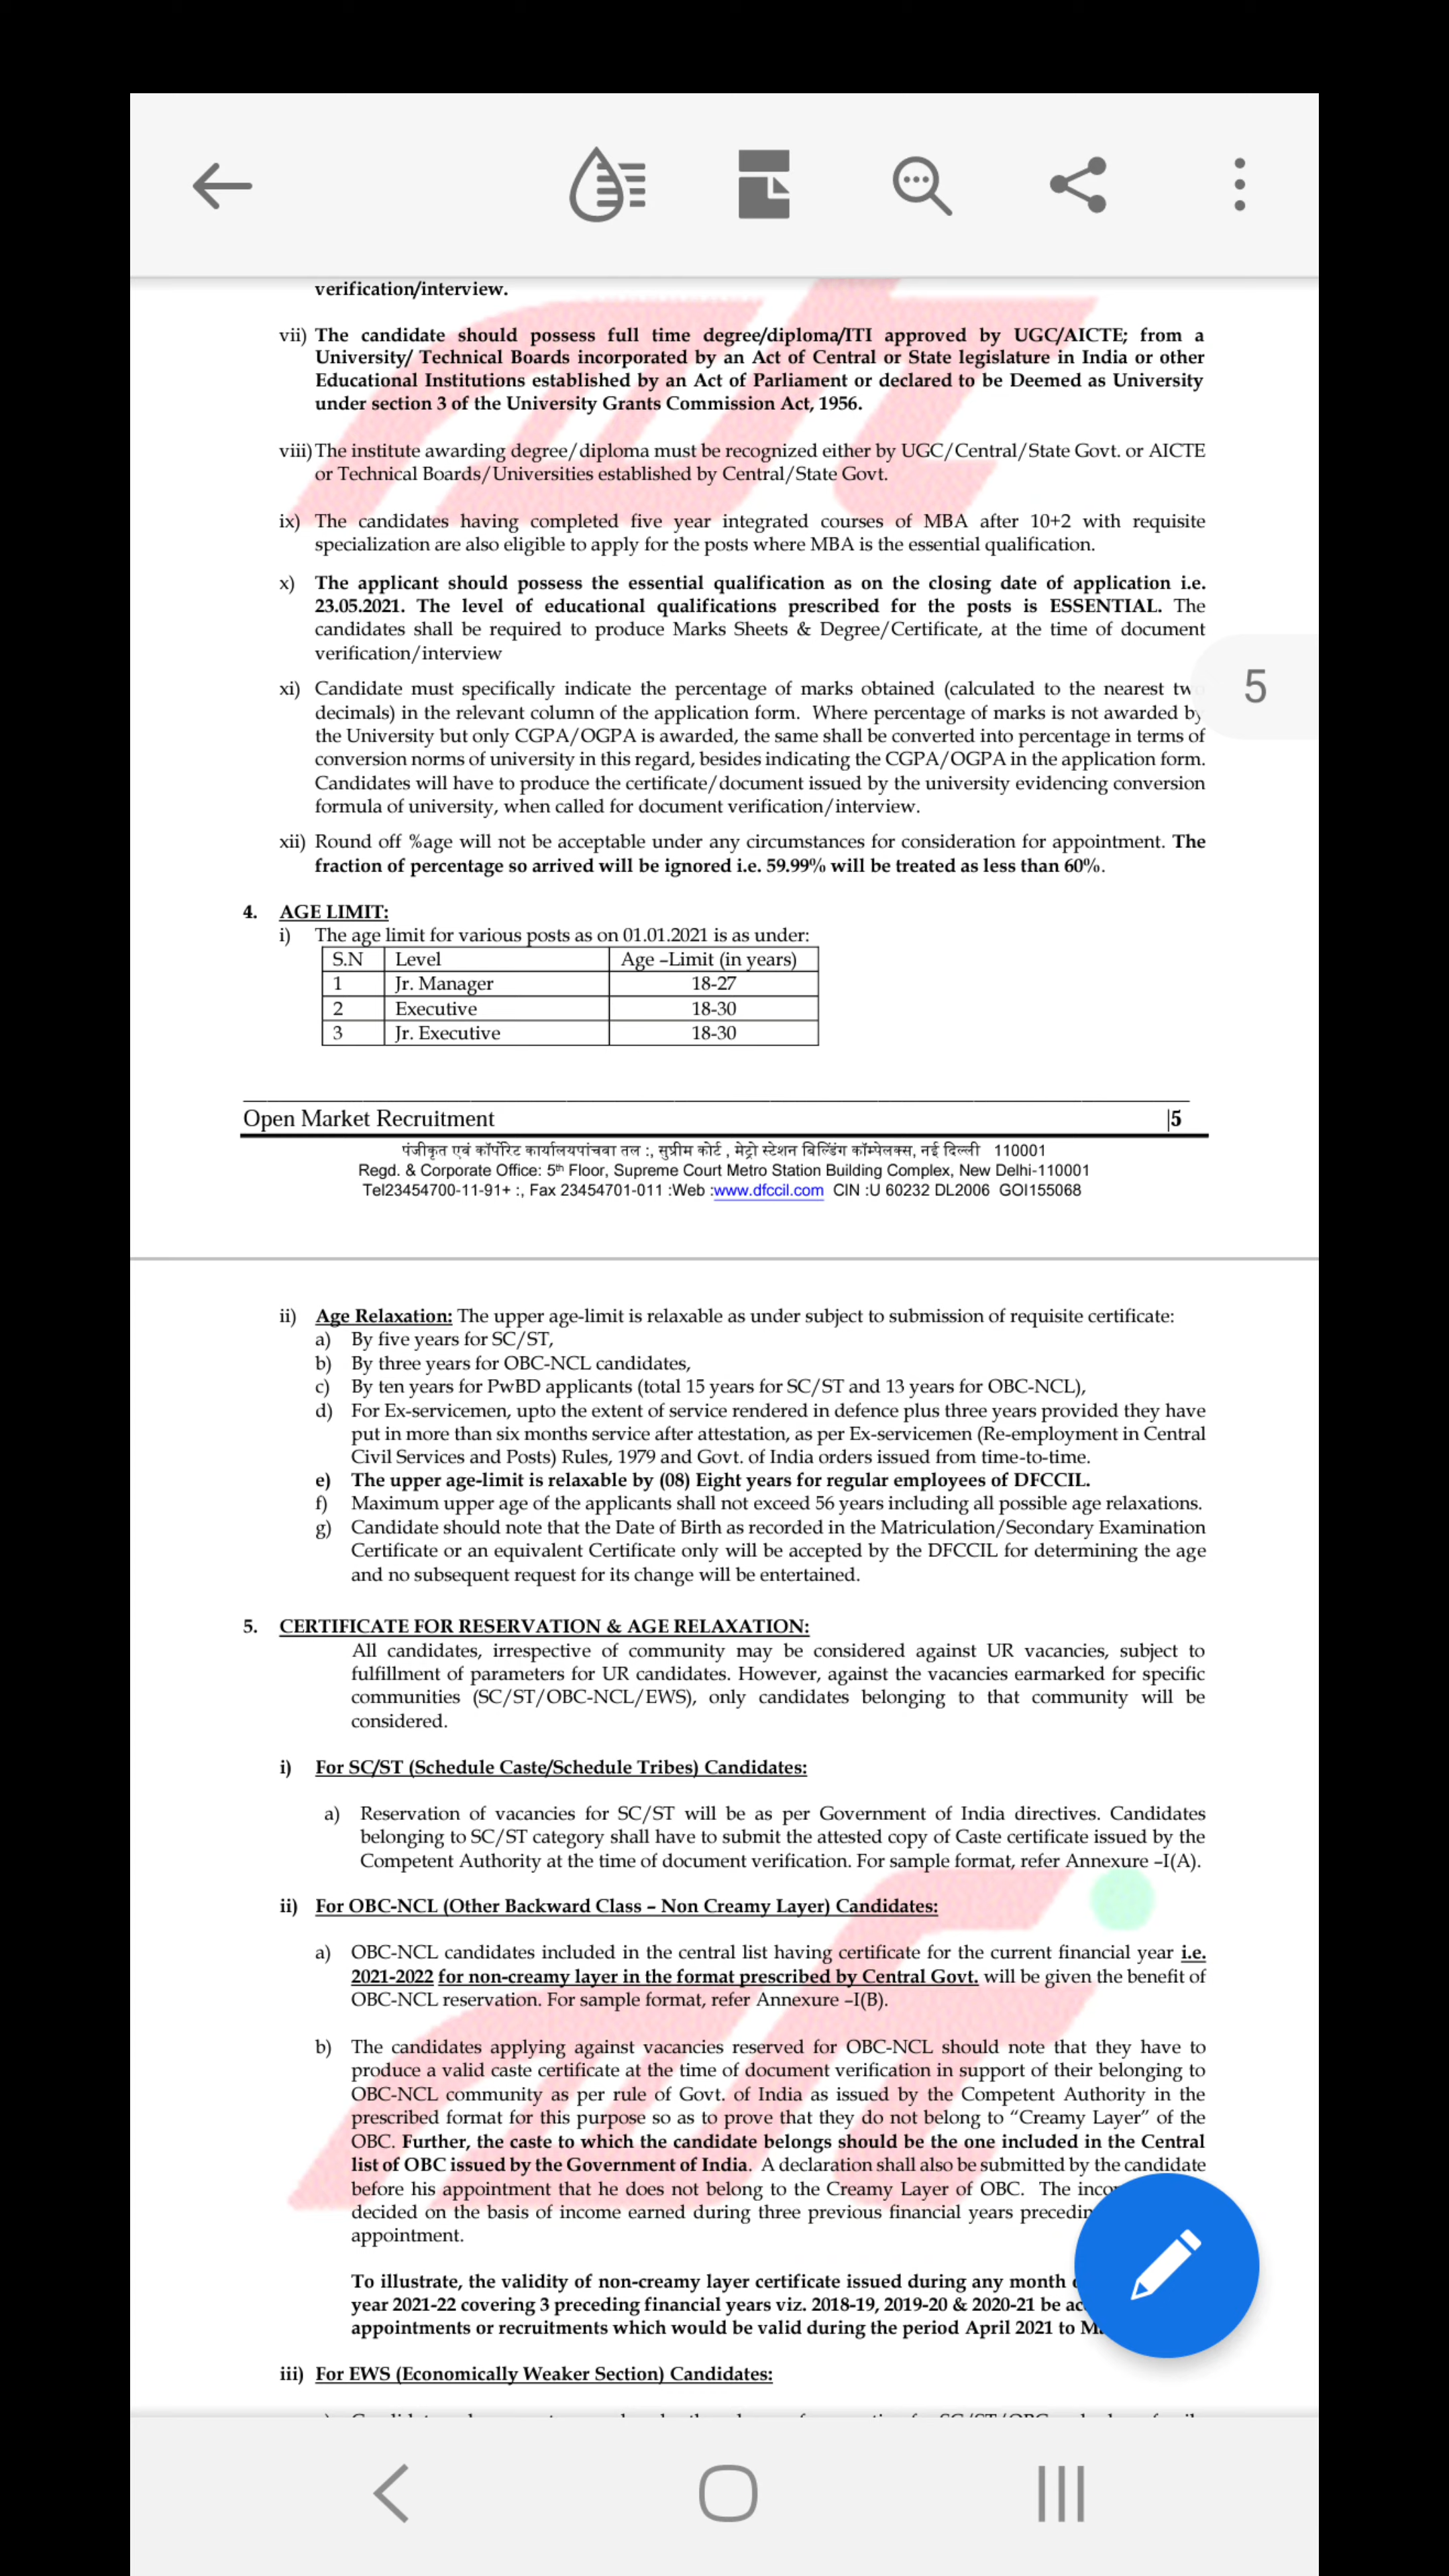 verification/interview.
vii) The candidate should possess full time degree/diploma/ITI approved by UGC/AICTE; from a
University/ Technical Boards incorporated by an Act of Central or State legislature in India or other
Educational Institutions established by an Act of Parliament or declared to be Deemed as University
under section 3 of the University Grants Commission Act, 1956.
viii) The institute awarding degree/diploma must be recognized either by UGC/Central/State Govt. or AICTE
or Technical Boards/Universities established by Central/State Govt.
ix) The candidates having completed five year integrated courses of MBA after 10+2 with requisite
specialization are also eligible to apply for the posts where MBA is the essential qualification.
x) The applicant should possess the essential qualification as on the closing date of application i.e.
23.05.2021. The level of educational qualifications prescribed for the posts is ESSENTIAL. The
candidates shall be required to produce Marks Sheets & Degree/Certificate, at the time of document
verification/interview
5
xi) Candidate must specifically indicate the percentage of marks obtained (calculated to the nearest
decimals) in the relevant column of the application form. Where percentage of marks is not awarded by
the University but only CGPA/OGPA is awarded, the same shall be converted into percentage in terms of
conversion norms of university in this regard, besides indicating the CGPA/OGPA in the application form.
Candidates will have to produce the certificate/document issued by the university evidencing conversion
formula of university, when called for document verification/interview.
xii) Round off %age will not be acceptable under any circumstances for consideration for appointment. The
fraction of percentage so arrived will be ignored i.e. 59.99% will be treated as less than 60%.
4. AGE LIMIT:
i) The age limit for various posts as on 01.01.2021 is as under:
S.N Level Age –Limit (in years)
1 Jr. Manager 18-27
2 Executive 18-30
3 Jr. Executive 18-30
Open Market Recruitment |5
पंजीकृत एवं कॉर्पोरेट कार्यालयपांचवा तल :, सुप्रीम कोर्ट , मेट्रो स्टेशन बिल्डिंग कॉम्पेलक्स, नई दिल्ली 110001
Regd. & Corporate Office: 5th Floor, Supreme Court Metro Station Building Complex, New Delhi-110001
Tel23454700-11-91+ :, Fax 23454701-011 :Web :www.dfccil.com CIN :U 60232 DL2006 GOI155068
ii) Age Relaxation: The upper age-limit is relaxable as under subject to submission of requisite certificate:
a) By five years for SC/ST,
b) By three years for OBC-NCL candidates,
c) By ten years for PwBD applicants (total 15 years for SC/ST and 13 years for OBC-NCL),
d) For Ex-servicemen, upto the extent of service rendered in defence plus three years provided they have
put in more than six months service after attestation, as per Ex-servicemen (Re-employment in Central
Civil Services and Posts) Rules, 1979 and Govt. of India orders issued from time-to-time.
e) The upper age-limit is relaxable by (08) Eight years for regular employees of DFCCIL.
f) Maximum upper age of the applicants shall not exceed 56 years including all possible age relaxations.
g) Candidate should note that the Date of Birth as recorded in the Matriculation/Secondary Examination
Certificate or an equivalent Certificate only will be accepted by the DFCCIL for determining the age
and no subsequent request for its change will be entertained.
5. CERTIFICATE FOR RESERVATION & AGE RELAXATION:
All candidates, irrespective of community may be considered against UR vacancies, subject to
fulfillment of parameters for UR candidates. However, against the vacancies earmarked for specific
communities (SC/ST/OBC-NCL/EWS), only candidates belonging to that community will be
considered.
i) For SC/ST (Schedule Caste/Schedule Tribes) Candidates:
a) Reservation of vacancies for SC/ST will be as per Government of India directives. Candidates
belonging to SC/ST category shall have to submit the attested copy of Caste certificate issued by the
Competent Authority at the time of document verification. For sample format, refer Annexure –I(A).
ii) For OBC-NCL (Other Backward Class – Non Creamy Layer) Candidates:
a) OBC-NCL candidates included in the central list having certificate for the current financial year i.e.
2021-2022 for non-creamy layer in the format prescribed by Central Govt. will be given the benefit of
OBC-NCL reservation. For sample format, refer Annexure –I(B).
b) The candidates applying against vacancies reserved for OBC-NCL should note that they have to
produce a valid caste certificate at the time of document verification in support of their belonging to
OBC-NCL community as per rule of Govt. of India as issued by the Competent Authority in the
prescribed format for this purpose so as to prove that they do not belong to “Creamy Layer” of the
OBC. Further, the caste to which the candidate belongs should be the one included in the Central
list of OBC issued by the Government of India. A declaration shall also be submitted by the candidate
before his appointment that he does not belong to the Creamy Layer of OBC. The
decided on the basis of income earned during three previous financial years
appointment.
To illustrate, the validity of non-creamy layer certificate issued during any month
year 2021-22 covering 3 preceding financial years viz. 2018-19, 2019-20 & 2020-21 be
appointments or recruitments which would be valid during the period April 2021 to
iii) For EWS (Economically Weaker Section) Candidates: